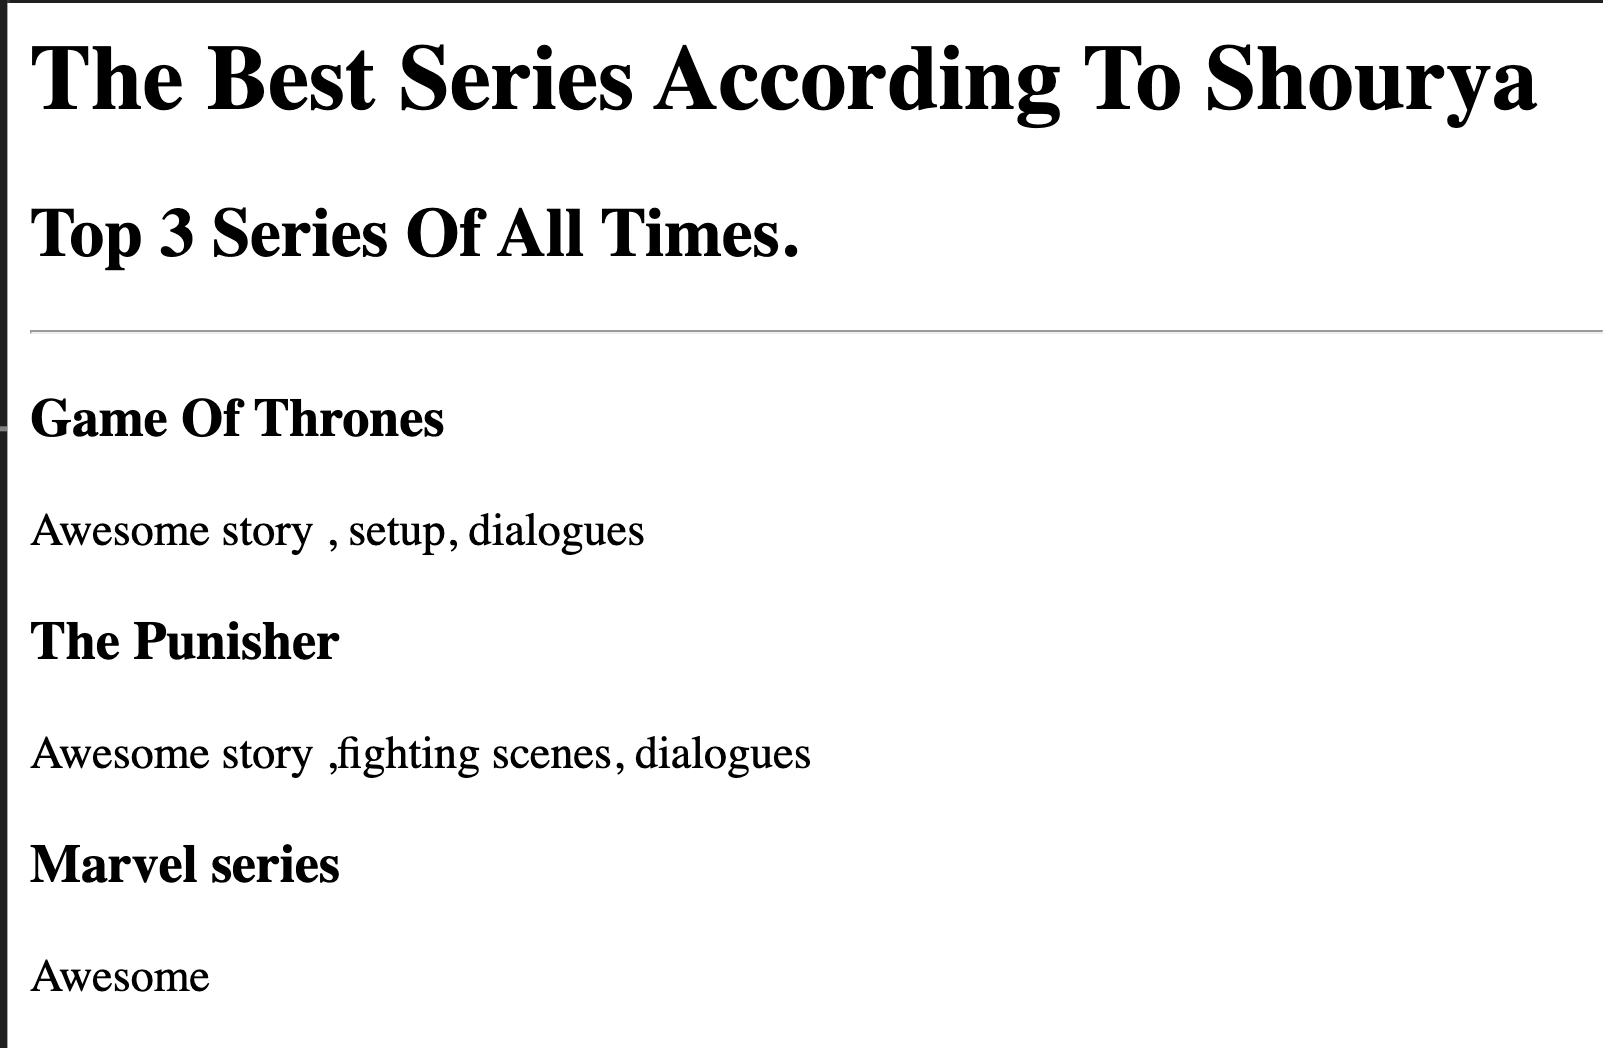 The Best Series According To Shourya
Top 3 Series Of All Times.
Game Of Thrones
Awesome story , setup, dialogues
The Punisher
Awesome story ,fighting scenes, dialogues
Marvel series
Awesome